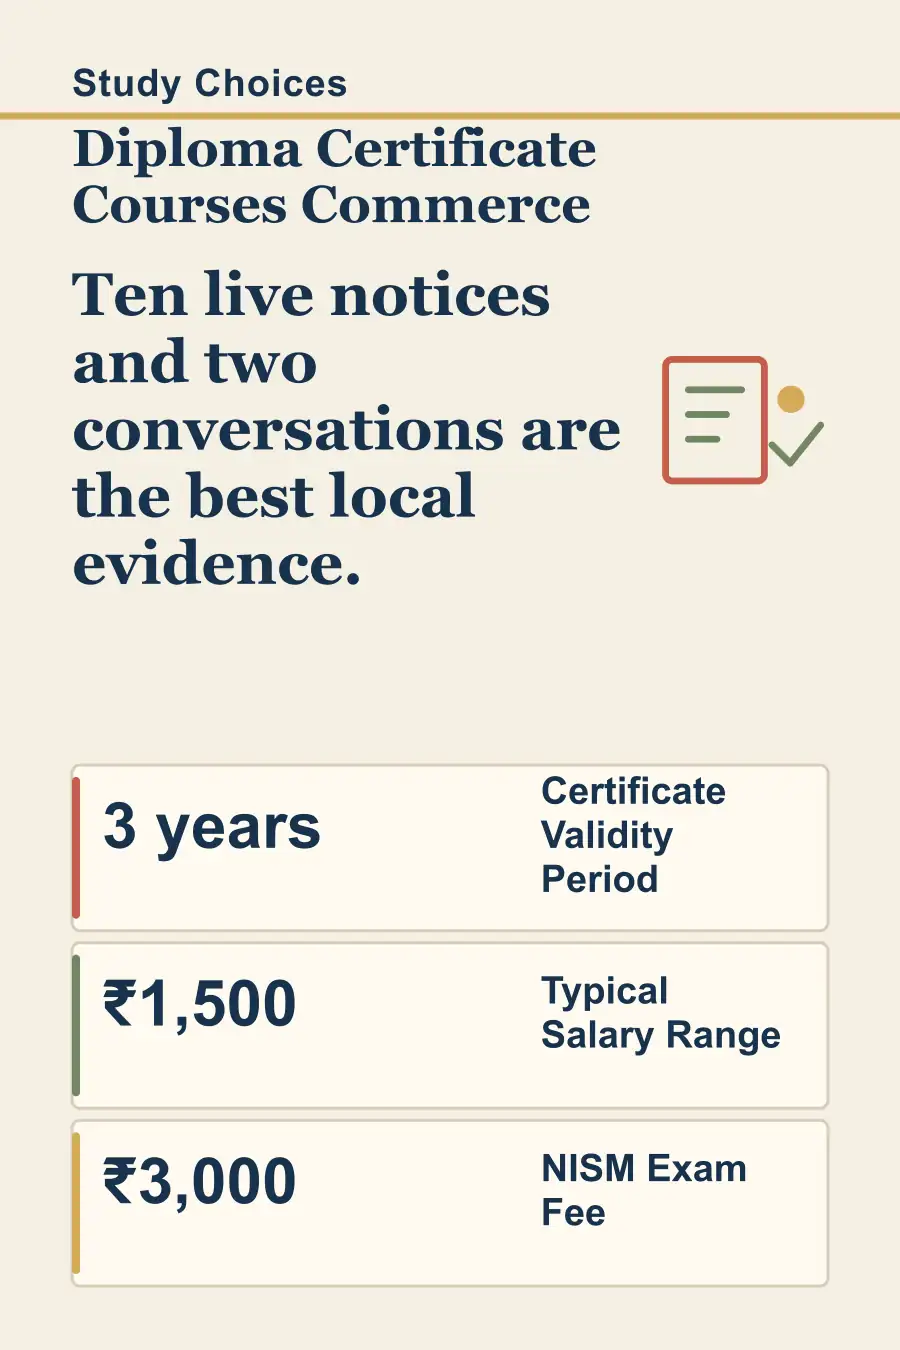 Study Choices
Diploma Certificate
Courses Commerce
Ten live notices
and two
conversations are
the best local
evidence.
3 years
Certificate
Validity
Period
₹1,500
Typical
Salary Range
₹3,000
NISM Exam
Fee